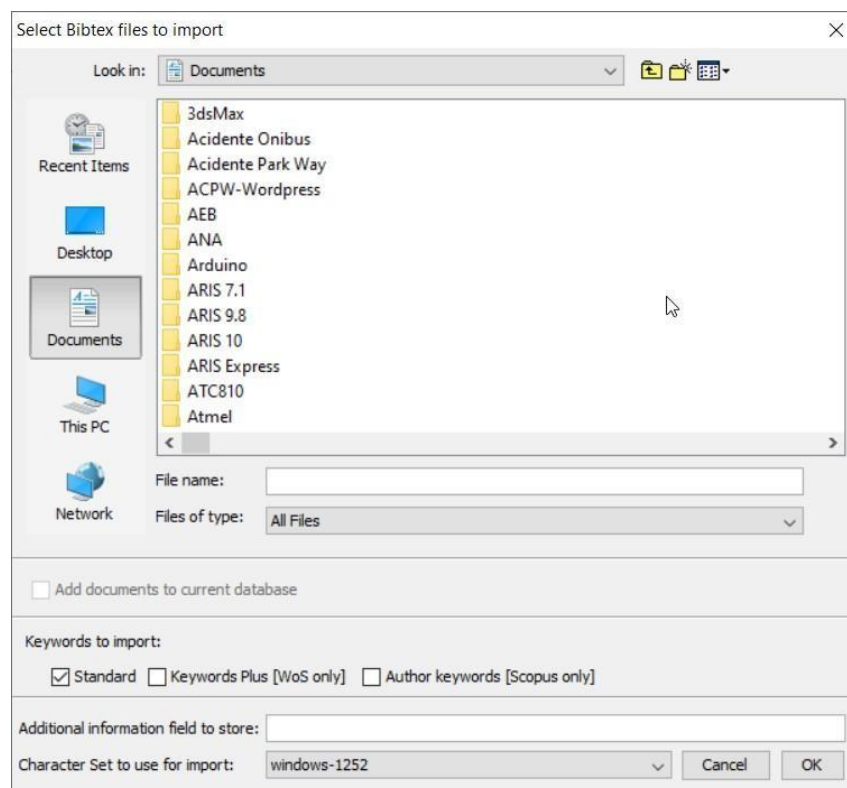 Select Bibtex files to import
Look in: Documents
Recent Items
Desktop
Documents
This PC
Network
3dsMax
Acidente Onibus
Acidente Park Way
ACPW-Wordpress
AEB
ANA
Arduino
ARIS 7.1
ARIS 9.8
ARIS 10
ARIS Express
ATC810
Atmel
File name:
Files of type: All Files
Add documents to current database
Keywords to import:
Standard Keywords Plus [WoS only] Author keywords [Scopus only]
Additional information field to store:
Character Set to use for import: windows-1252 Cancel OK